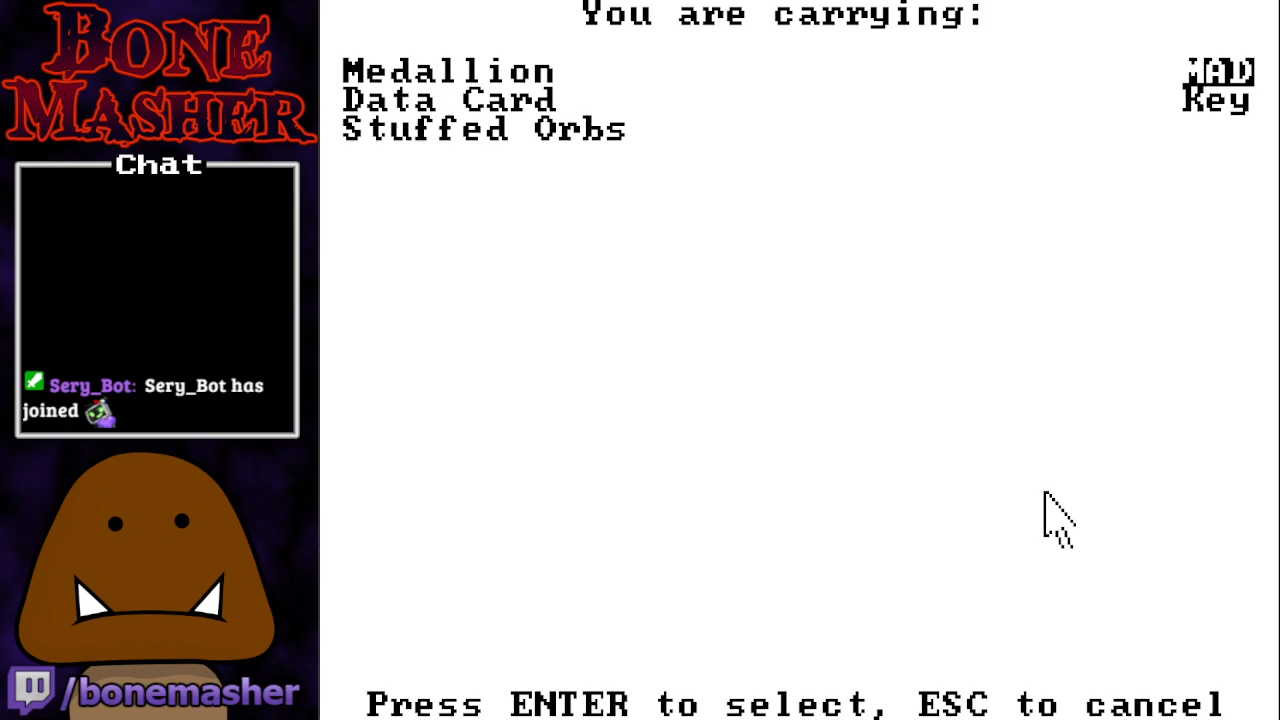 BONE
MASHER
Chat
Sery_Bot: Sery_Bot has
joined
/bonemasher
You are carrying:
Medallion MAD
Data Card Key
Stuffed Orbs
Press ENTER to select, ESC to cancel